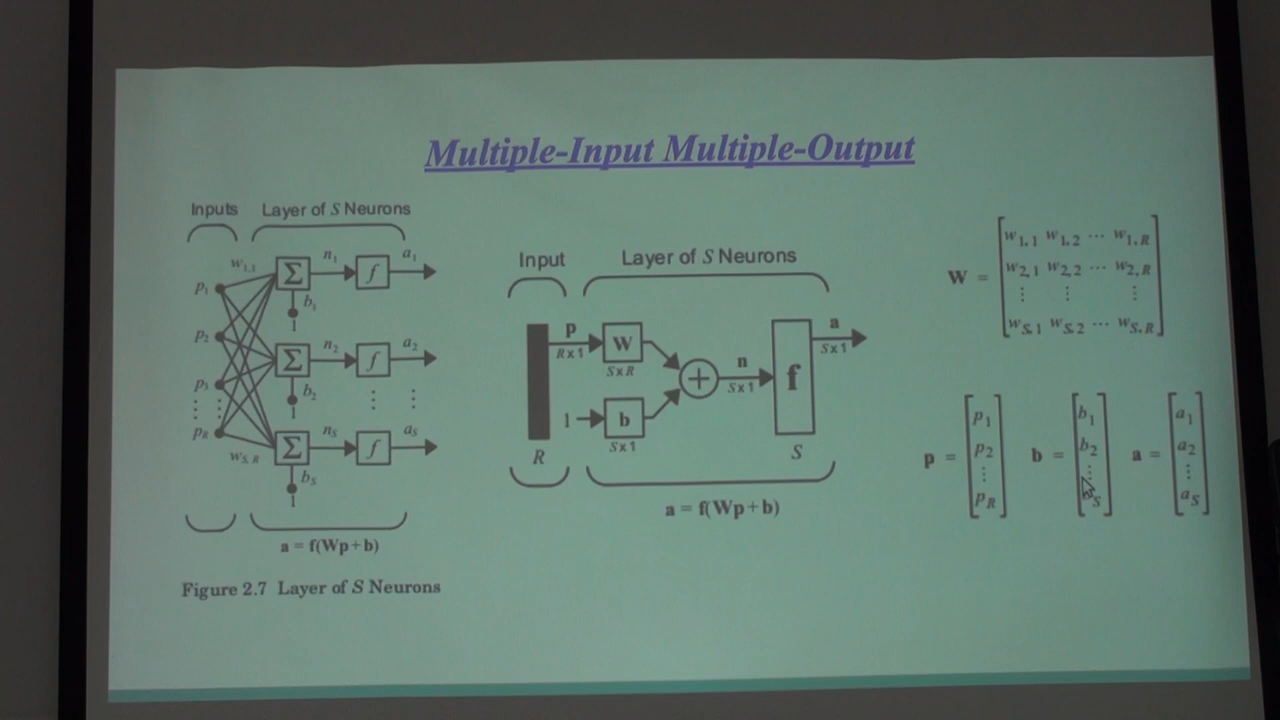 Multiple-Input Multiple-Output
Inputs Layer of S Neurons
w1,1 n1 a1
p1 Σ f
b1
1
p2
n2 a2
Σ f
p3
b2
⋮ ⋮ 1 ⋮ ⋮
pR nS aS
wS,R Σ f
bS
1
a = f(Wp+b)
Figure 2.7 Layer of S Neurons
Input Layer of S Neurons
p a
W
R x 1 S x 1
S x R n
+ f
S x 1
1 b
S x 1
R S
a = f(Wp+b)
W =
w1,1 w1,2 ⋯ w1,R
w2,1 w2,2 ⋯ w2,R
⋮ ⋮ ⋮
wS,1 wS,2 ⋯ wS,R
p = b = a =
p1 b1 a1
p2 b2 a2
⋮ ⋮ ⋮
pR S aS